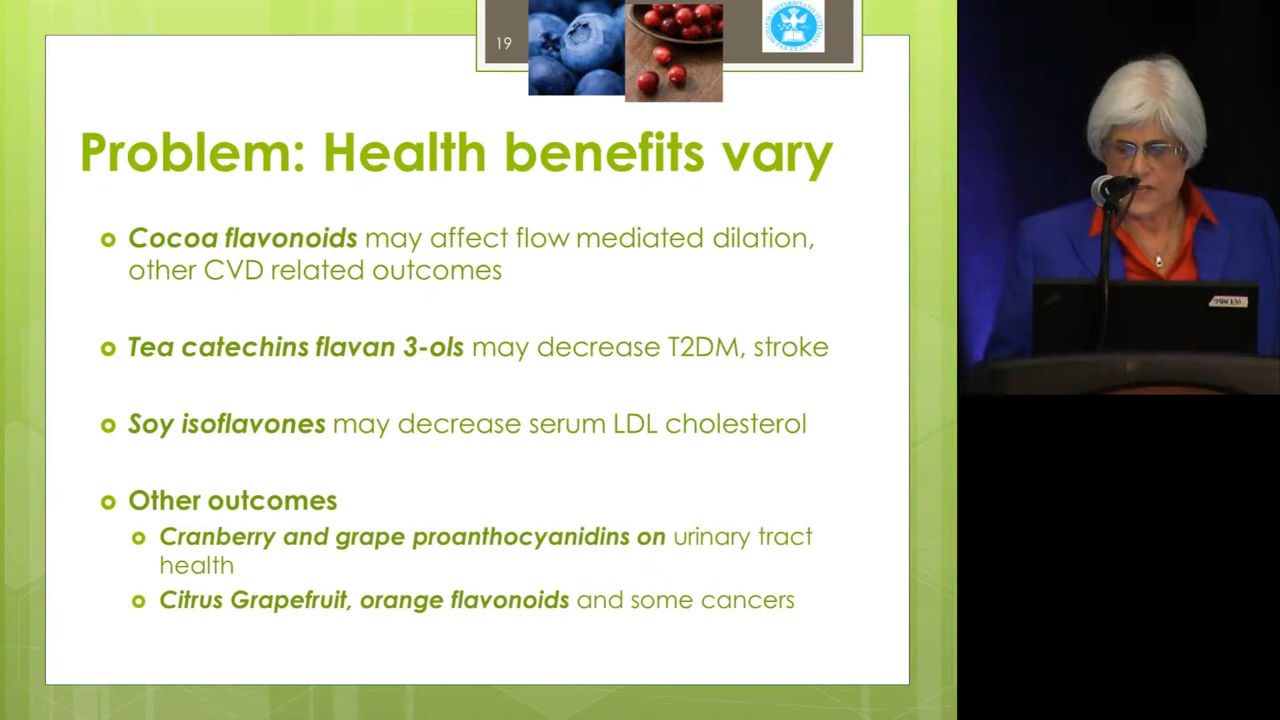 19
Problem: Health benefits vary
Cocoa flavonoids may affect flow mediated dilation,
other CVD related outcomes
Tea catechins flavan 3-ols may decrease T2DM, stroke
Soy isoflavones may decrease serum LDL cholesterol
Other outcomes
Cranberry and grape proanthocyanidins on urinary tract
health
Citrus Grapefruit, orange flavonoids and some cancers